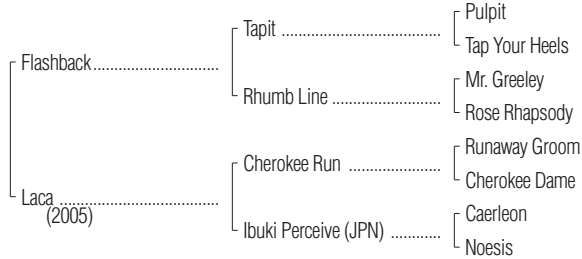 Pulpit
Tapit ......................................
Tap Your Heels
Flashback..............................
Mr. Greeley
Rhumb Line ..........................
Rose Rhapsody
Runaway Groom
Cherokee Run ......................
Cherokee Dame
Laca ......................................
(2005)
Caerleon
Ibuki Perceive (JPN) ............
Noesis